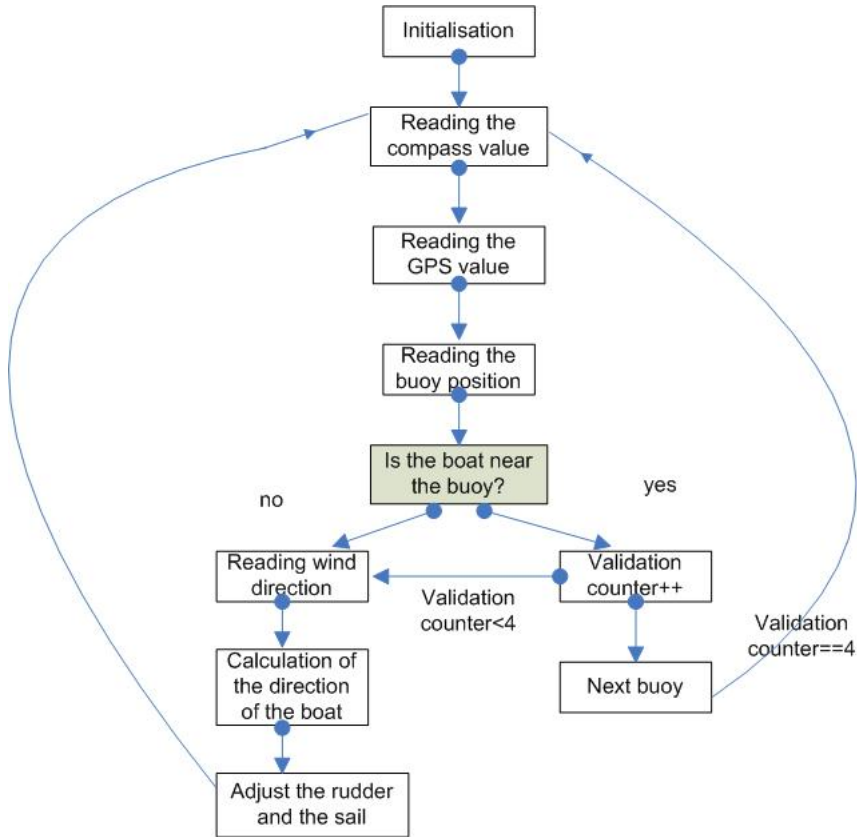 Initialisation
Reading the
compass value
Reading the
GPS value
Reading the
buoy position
Is the boat near
the buoy?
no
yes
Reading wind
direction
Validation
counter++
Validation
counter<4
Validation
counter==4
Calculation of
the direction
of the boat
Next buoy
Adjust the rudder
and the sail